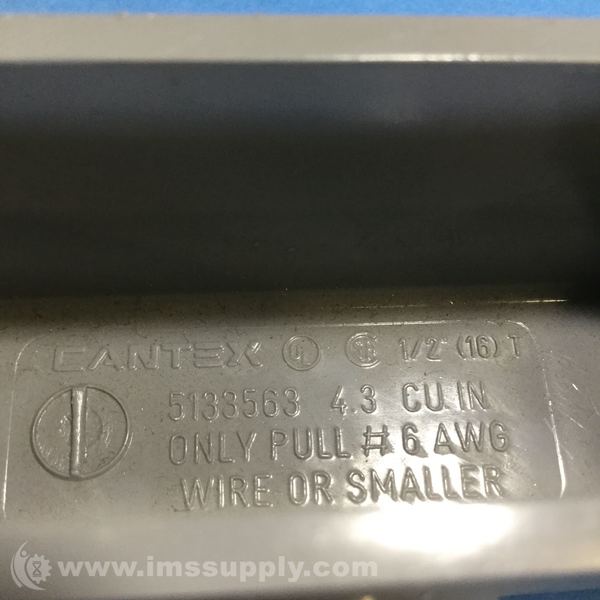 CANTEX UL 1/2" (16) T
5133563 4.3 CU IN
ONLY PULL # 6 AWG
WIRE OR SMALLER
www.imssupply.com